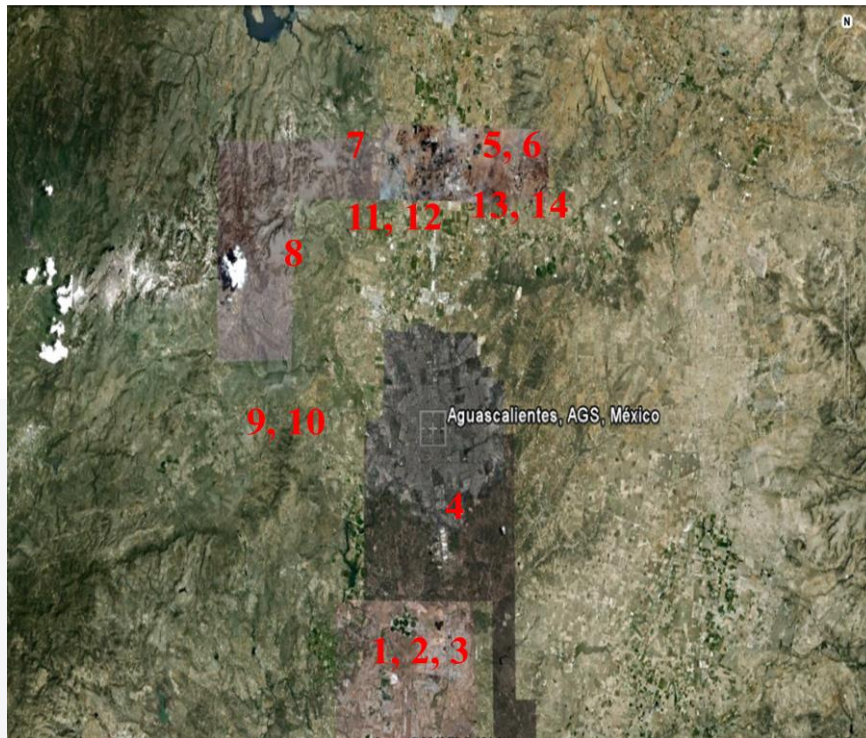 N
7
5, 6
11, 12
13, 14
8
Aguascalientes, AGS, México
9, 10
4
1, 2, 3